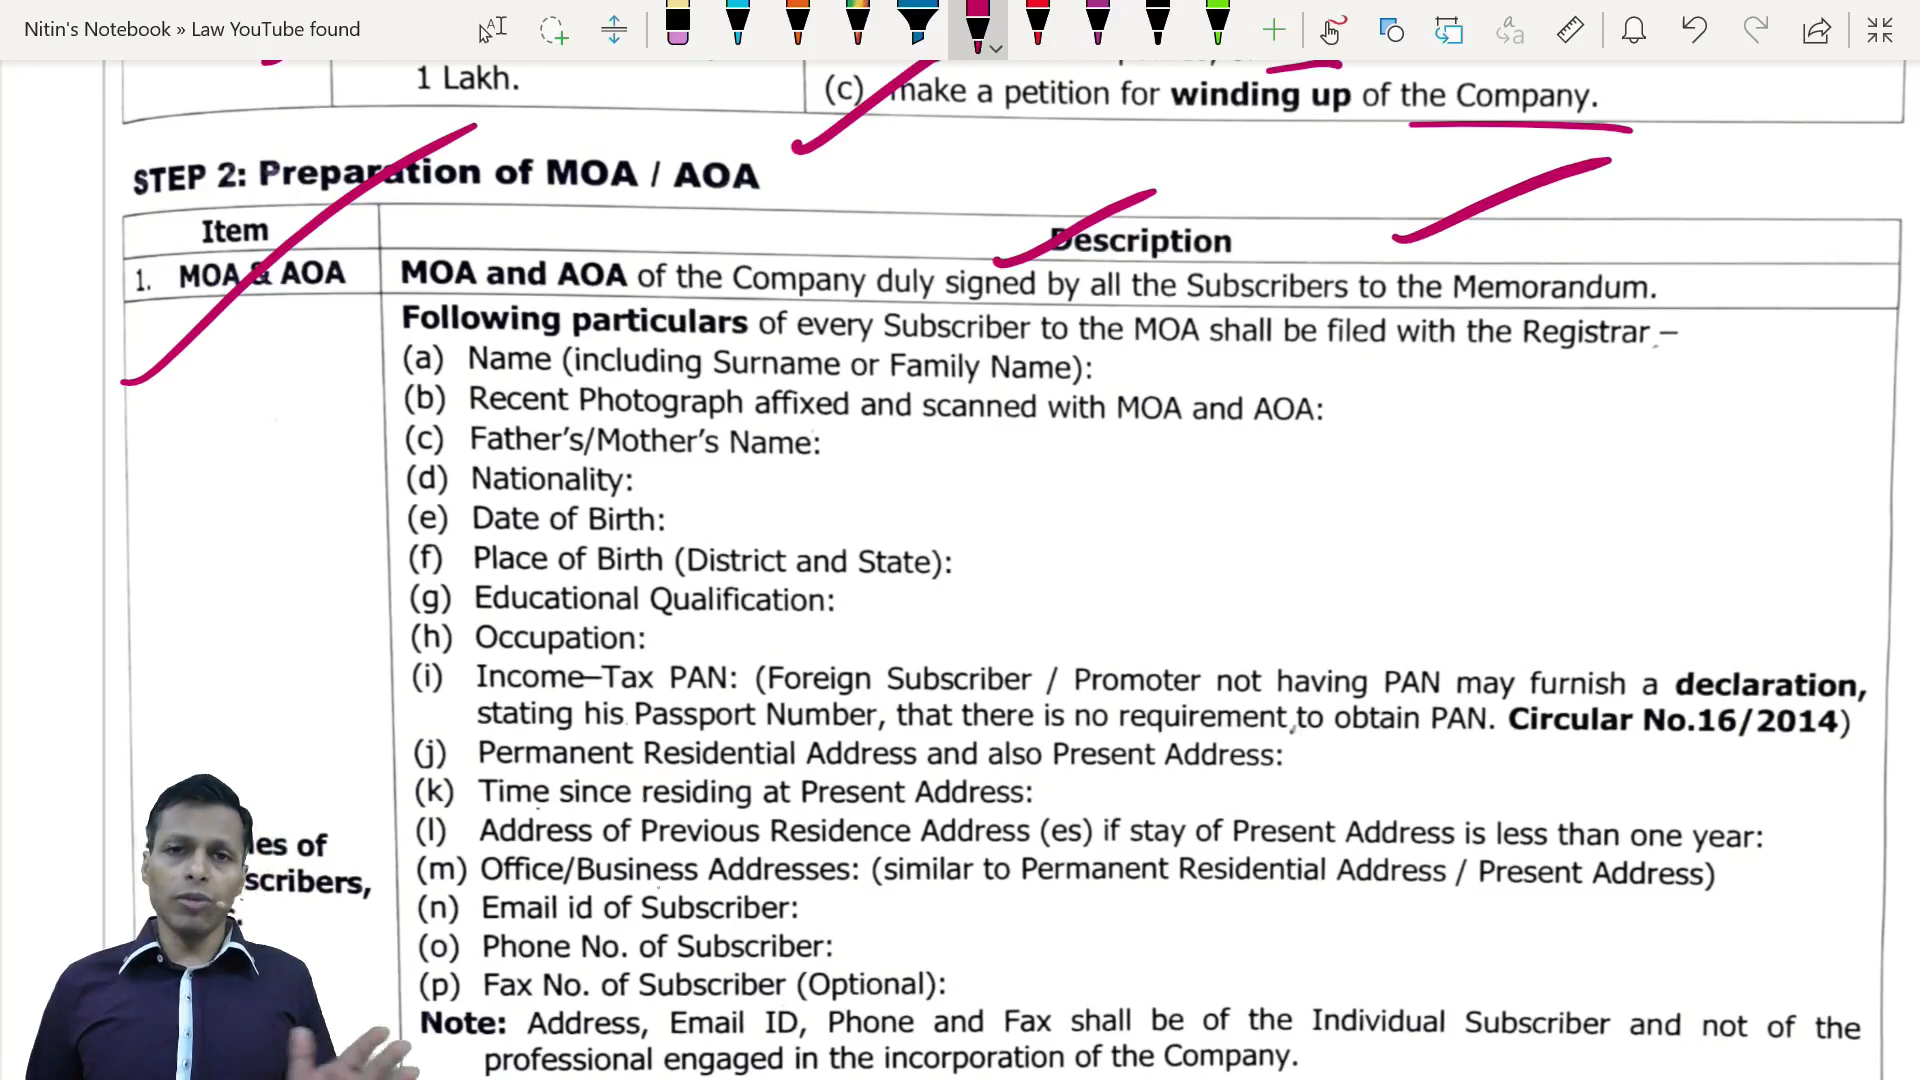 Nitin's Notebook » Law YouTube found
1 Lakh.
(c) make a petition for winding up of the Company.
STEP 2: Preparation of MOA / AOA
Item
Description
1. MOA & AOA
MOA and AOA of the Company duly signed by all the Subscribers to the Memorandum.
Following particulars of every Subscriber to the MOA shall be filed with the Registrar –
(a) Name (including Surname or Family Name):
(b) Recent Photograph affixed and scanned with MOA and AOA:
(c) Father's/Mother's Name:
(d) Nationality:
(e) Date of Birth:
(f) Place of Birth (District and State):
(g) Educational Qualification:
(h) Occupation:
(i) Income–Tax PAN: (Foreign Subscriber / Promoter not having PAN may furnish a declaration,
stating his Passport Number, that there is no requirement to obtain PAN. Circular No.16/2014)
(j) Permanent Residential Address and also Present Address:
(k) Time since residing at Present Address:
(l) Address of Previous Residence Address (es) if stay of Present Address is less than one year:
(m) Office/Business Addresses: (similar to Permanent Residential Address / Present Address)
(n) Email id of Subscriber:
(o) Phone No. of Subscriber:
(p) Fax No. of Subscriber (Optional):
Note: Address, Email ID, Phone and Fax shall be of the Individual Subscriber and not of the
professional engaged in the incorporation of the Company.
of